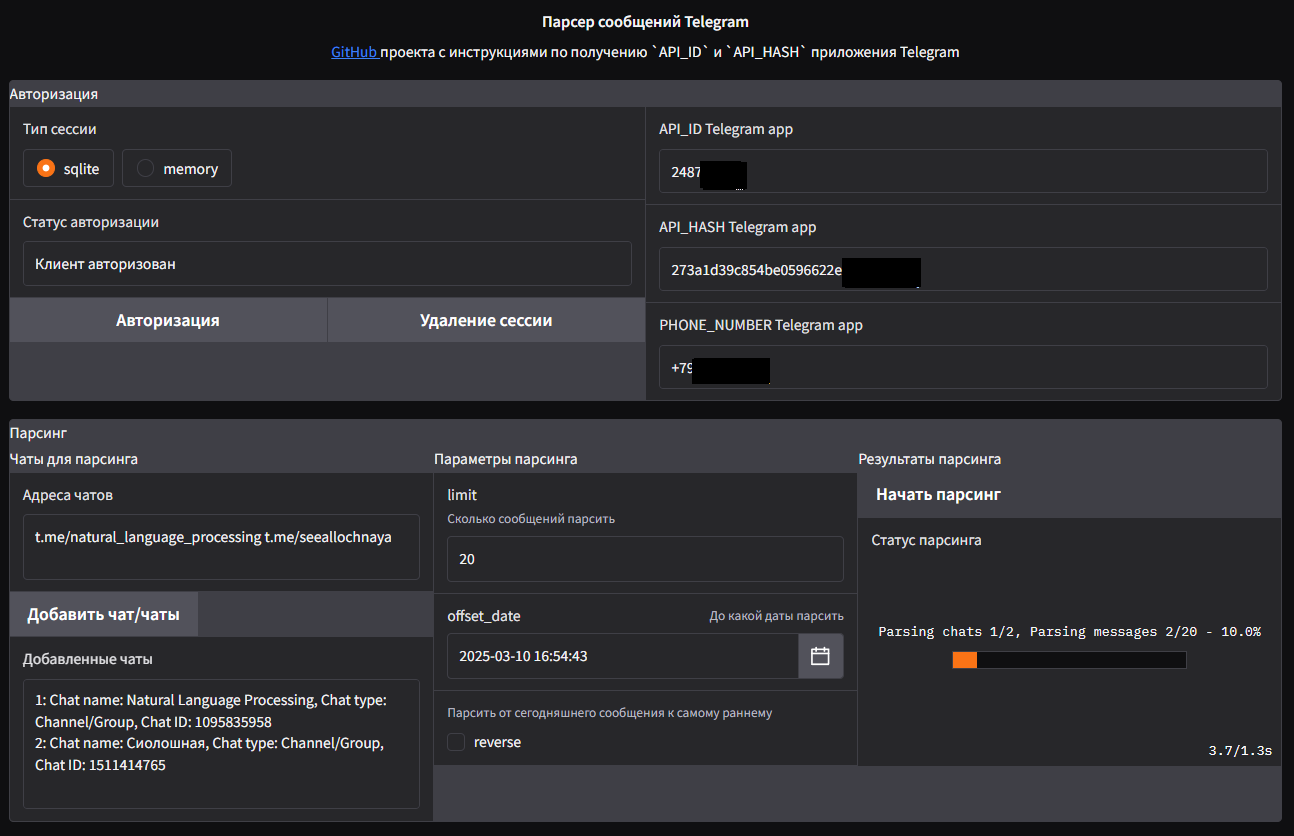 Парсер сообщений Telegram
GitHub проекта с инструкциями по получению `API_ID` и `API_HASH` приложения Telegram
Авторизация
Тип сессии
sqlite
memory
Статус авторизации
Клиент авторизован
Авторизация
Удаление сессии
API_ID Telegram app
2487
API_HASH Telegram app
273a1d39c854be0596622e
PHONE_NUMBER Telegram app
+79
Парсинг
Чаты для парсинга
Адреса чатов
t.me/natural_language_processing t.me/seeallochnaya
Добавить чат/чаты
Добавленные чаты
1: Chat name: Natural Language Processing, Chat type:
Channel/Group, Chat ID: 1095835958
2: Chat name: Сиолошная, Chat type: Channel/Group,
Chat ID: 1511414765
Параметры парсинга
limit
Сколько сообщений парсить
20
offset_date
До какой даты парсить
2025-03-10 16:54:43
Парсить от сегодняшнего сообщения к самому раннему
reverse
Результаты парсинга
Начать парсинг
Статус парсинга
Parsing chats 1/2, Parsing messages 2/20 - 10.0%
3.7/1.3s